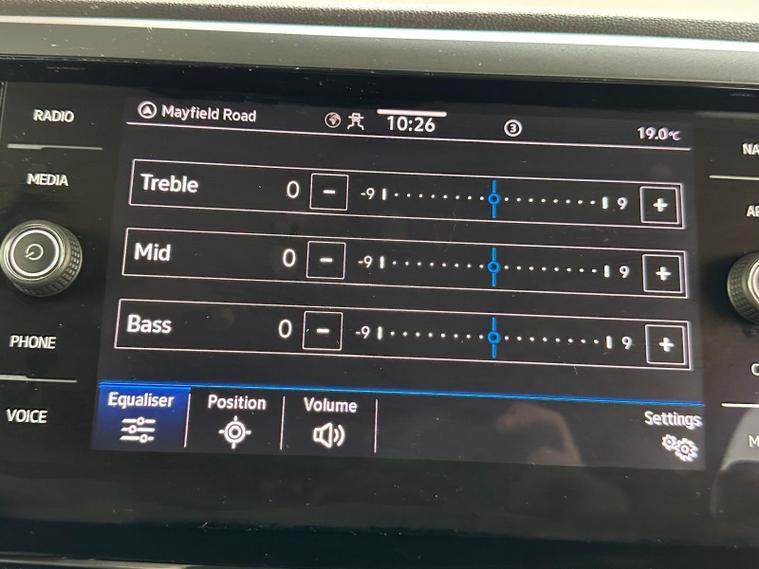 RADIO
MEDIA
PHONE
VOICE
Mayfield Road
10:26
3
19.0°C
Treble 0 - -9 9 +
Mid 0 - -9 9 +
Bass 0 - -9 9 +
Equaliser
Position
Volume
Settings